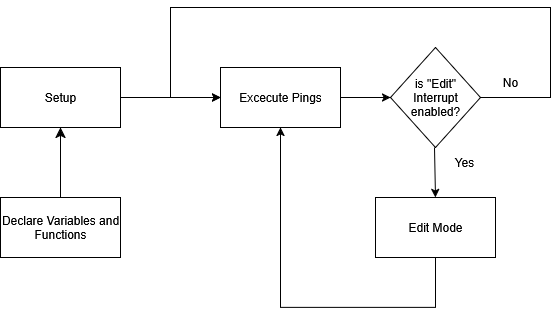 Setup
Excecute Pings
is "Edit"
Interrupt
enabled?
No
Yes
Declare Variables and
Functions
Edit Mode